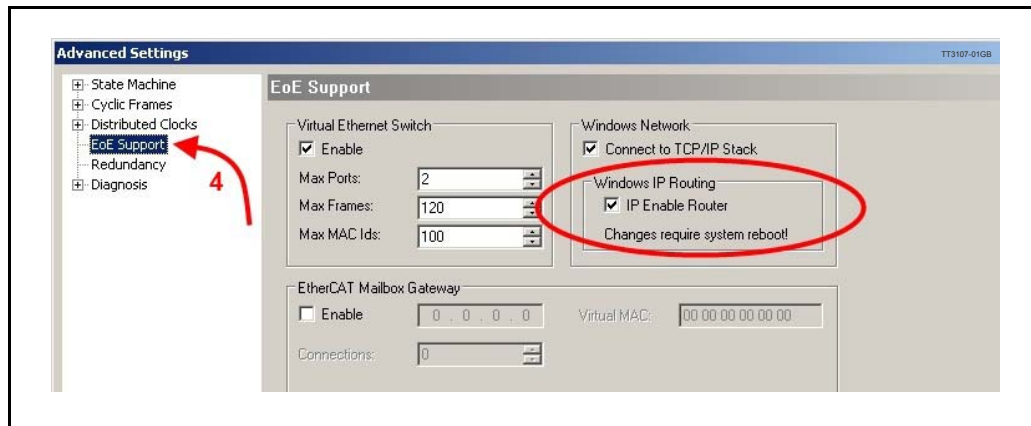 Advanced Settings
TT3107-01GB
State Machine
Cyclic Frames
Distributed Clocks
EoE Support
Redundancy
Diagnosis
4
EoE Support
Virtual Ethernet Switch
Enable
Max Ports: 2
Max Frames: 120
Max MAC Ids: 100
Windows Network
Connect to TCP/IP Stack
Windows IP Routing
IP Enable Router
Changes require system reboot!
EtherCAT Mailbox Gateway
Enable 0 . 0 . 0 . 0 Virtual MAC: 00 00 00 00 00 00
Connections: 0